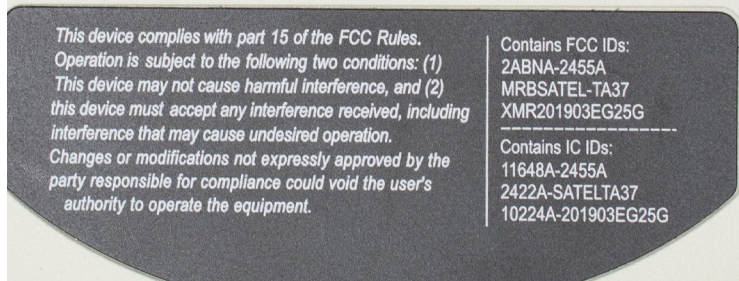 This device complies with part 15 of the FCC Rules.
Operation is subject to the following two conditions: (1)
This device may not cause harmful interference, and (2)
this device must accept any interference received, including
interference that may cause undesired operation.
Changes or modifications not expressly approved by the
party responsible for compliance could void the user's
authority to operate the equipment.
Contains FCC IDs:
2ABNA-2455A
MRBSATEL-TA37
XMR201903EG25G
Contains IC IDs:
11648A-2455A
2422A-SATELTA37
10224A-201903EG25G